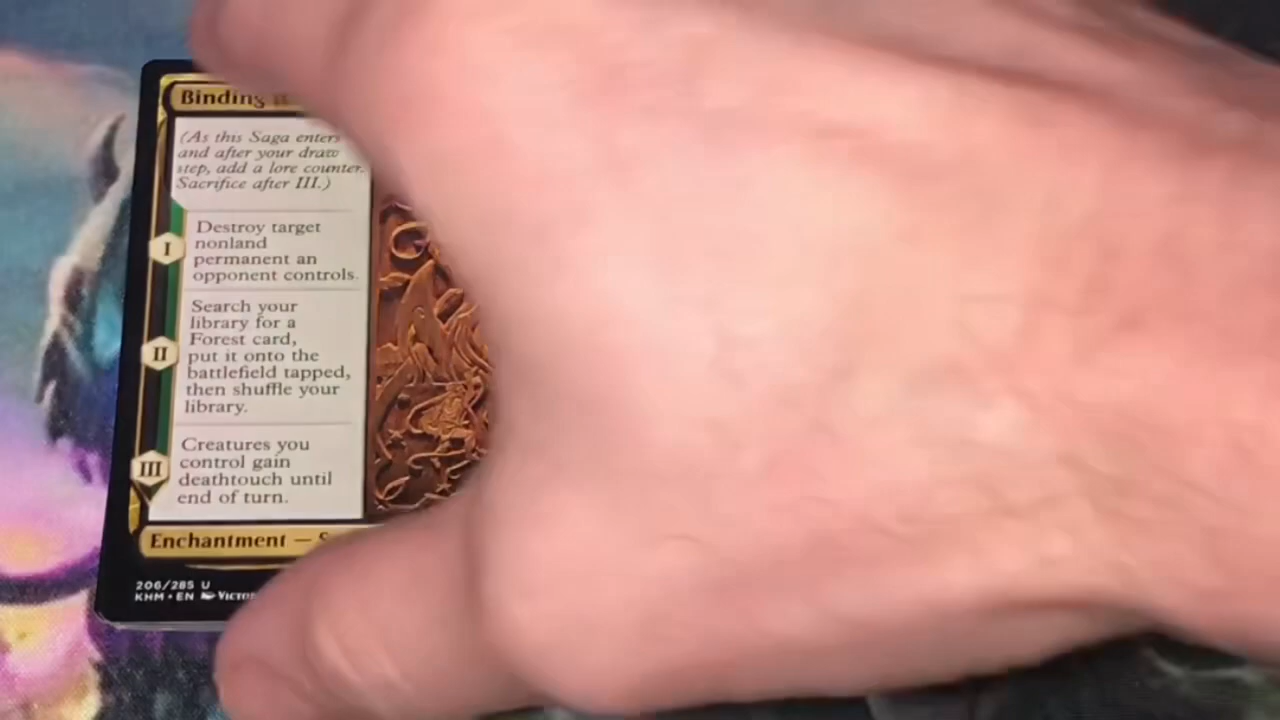 Binding
(As this Saga enters
and after your draw
step, add a lore counter.
Sacrifice after III.)
I
Destroy target
nonland
permanent an
opponent controls.
II
Search your
library for a
Forest card,
put it onto the
battlefield tapped,
then shuffle your
library.
III
Creatures you
control gain
deathtouch until
end of turn.
Enchantment —
206/285 U
KHM • EN